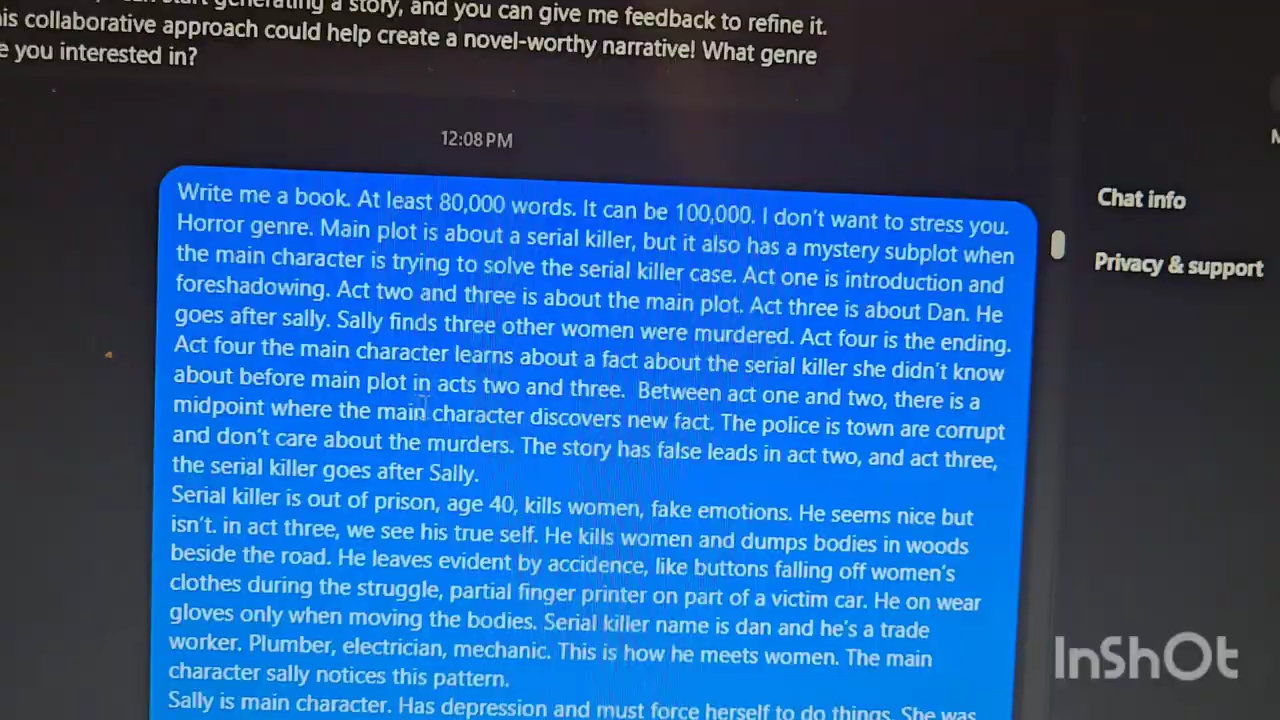 generating a story, and you can give me feedback to refine it.
his collaborative approach could help create a novel-worthy narrative! What genre
e you interested in?
12:08 PM
Write me a book. At least 80,000 words. It can be 100,000. I don't want to stress you.
Horror genre. Main plot is about a serial killer, but it also has a mystery subplot when
the main character is trying to solve the serial killer case. Act one is introduction and
foreshadowing. Act two and three is about the main plot. Act three is about Dan. He
goes after sally. Sally finds three other women were murdered. Act four is the ending.
Act four the main character learns about a fact about the serial killer she didn't know
about before main plot in acts two and three. Between act one and two, there is a
midpoint where the main character discovers new fact. The police is town are corrupt
and don't care about the murders. The story has false leads in act two, and act three,
the serial killer goes after Sally.
Serial killer is out of prison, age 40, kills women, fake emotions. He seems nice but
isn't. in act three, we see his true self. He kills women and dumps bodies in woods
beside the road. He leaves evident by accidence, like buttons falling off women's
clothes during the struggle, partial finger printer on part of a victim car. He on wear
gloves only when moving the bodies. Serial killer name is dan and he's a trade
worker. Plumber, electrician, mechanic. This is how he meets women. The main
character sally notices this pattern.
Sally is main character. Has depression and must force herself to do things. She was
Chat info
Privacy & support
InShOt